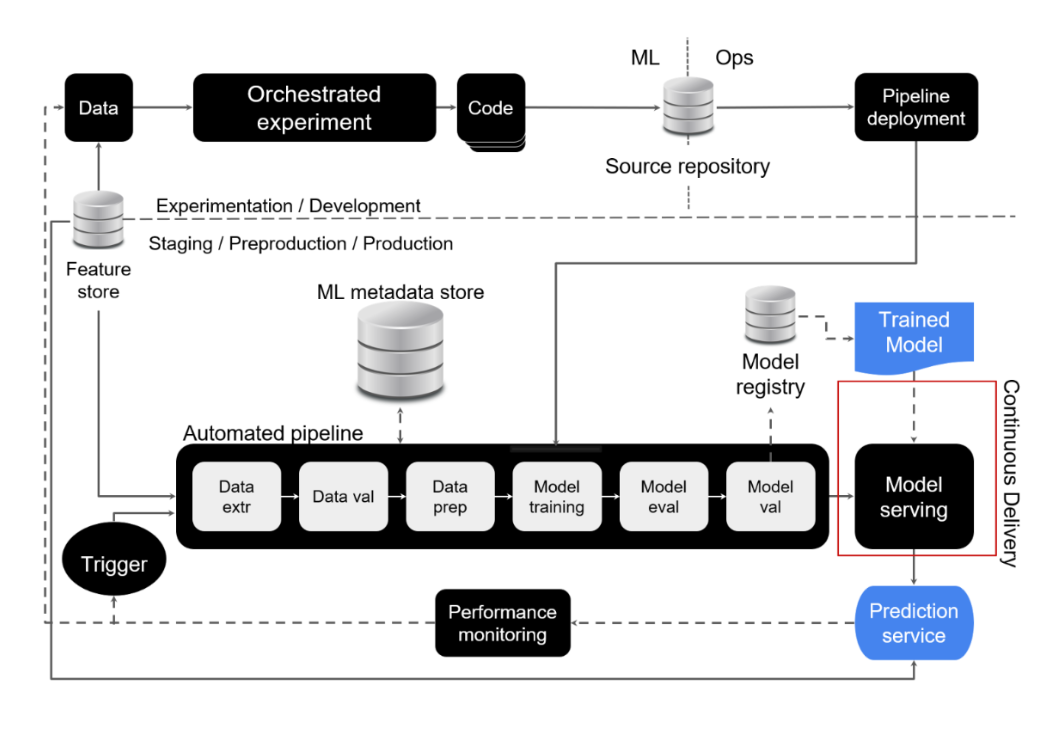 ML
Ops
Data
Orchestrated
experiment
Code
Pipeline
deployment
Source repository
Experimentation / Development
Staging / Preproduction / Production
Feature
store
ML metadata store
Trained
Model
Model
registry
Continuous Delivery
Automated pipeline
Data
extr
Data val
Data
prep
Model
training
Model
eval
Model
val
Model
serving
Trigger
Performance
monitoring
Prediction
service